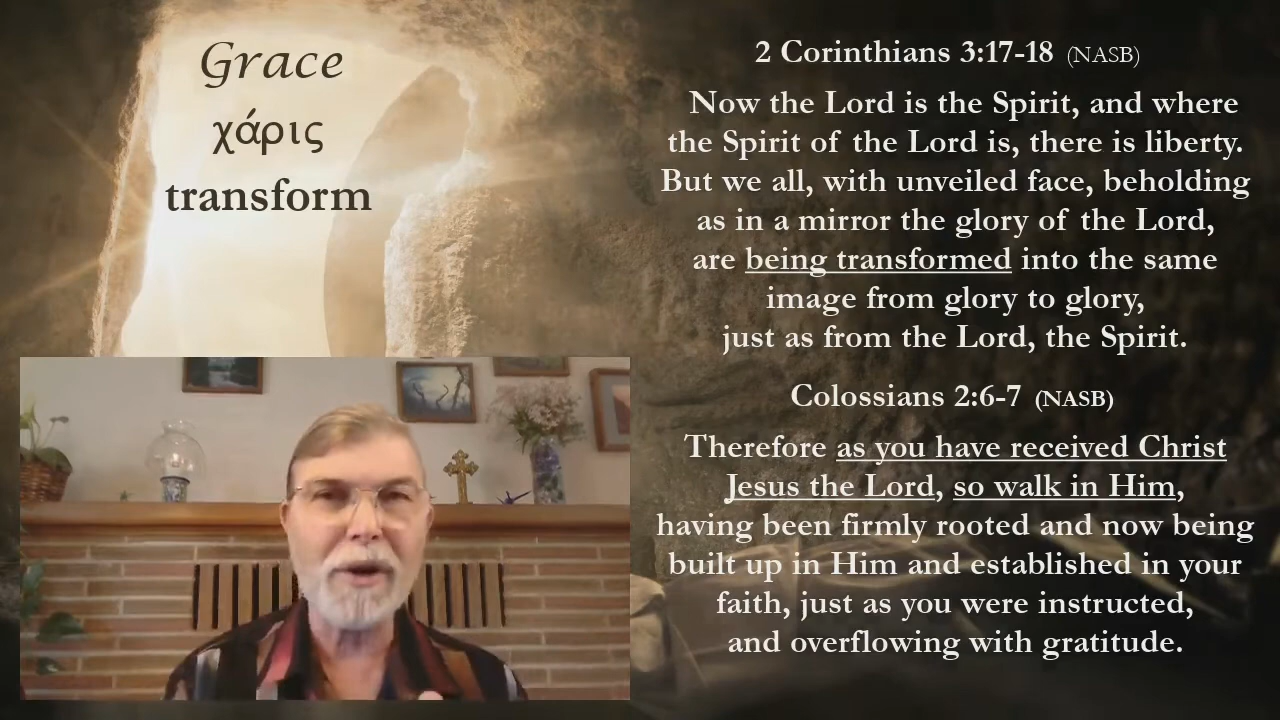 Grace
χάρις
transform
2 Corinthians 3:17-18 (NASB)
Now the Lord is the Spirit, and where
the Spirit of the Lord is, there is liberty.
But we all, with unveiled face, beholding
as in a mirror the glory of the Lord,
are being transformed into the same
image from glory to glory,
just as from the Lord, the Spirit.
Colossians 2:6-7 (NASB)
Therefore as you have received Christ
Jesus the Lord, so walk in Him,
having been firmly rooted and now being
built up in Him and established in your
faith, just as you were instructed,
and overflowing with gratitude.